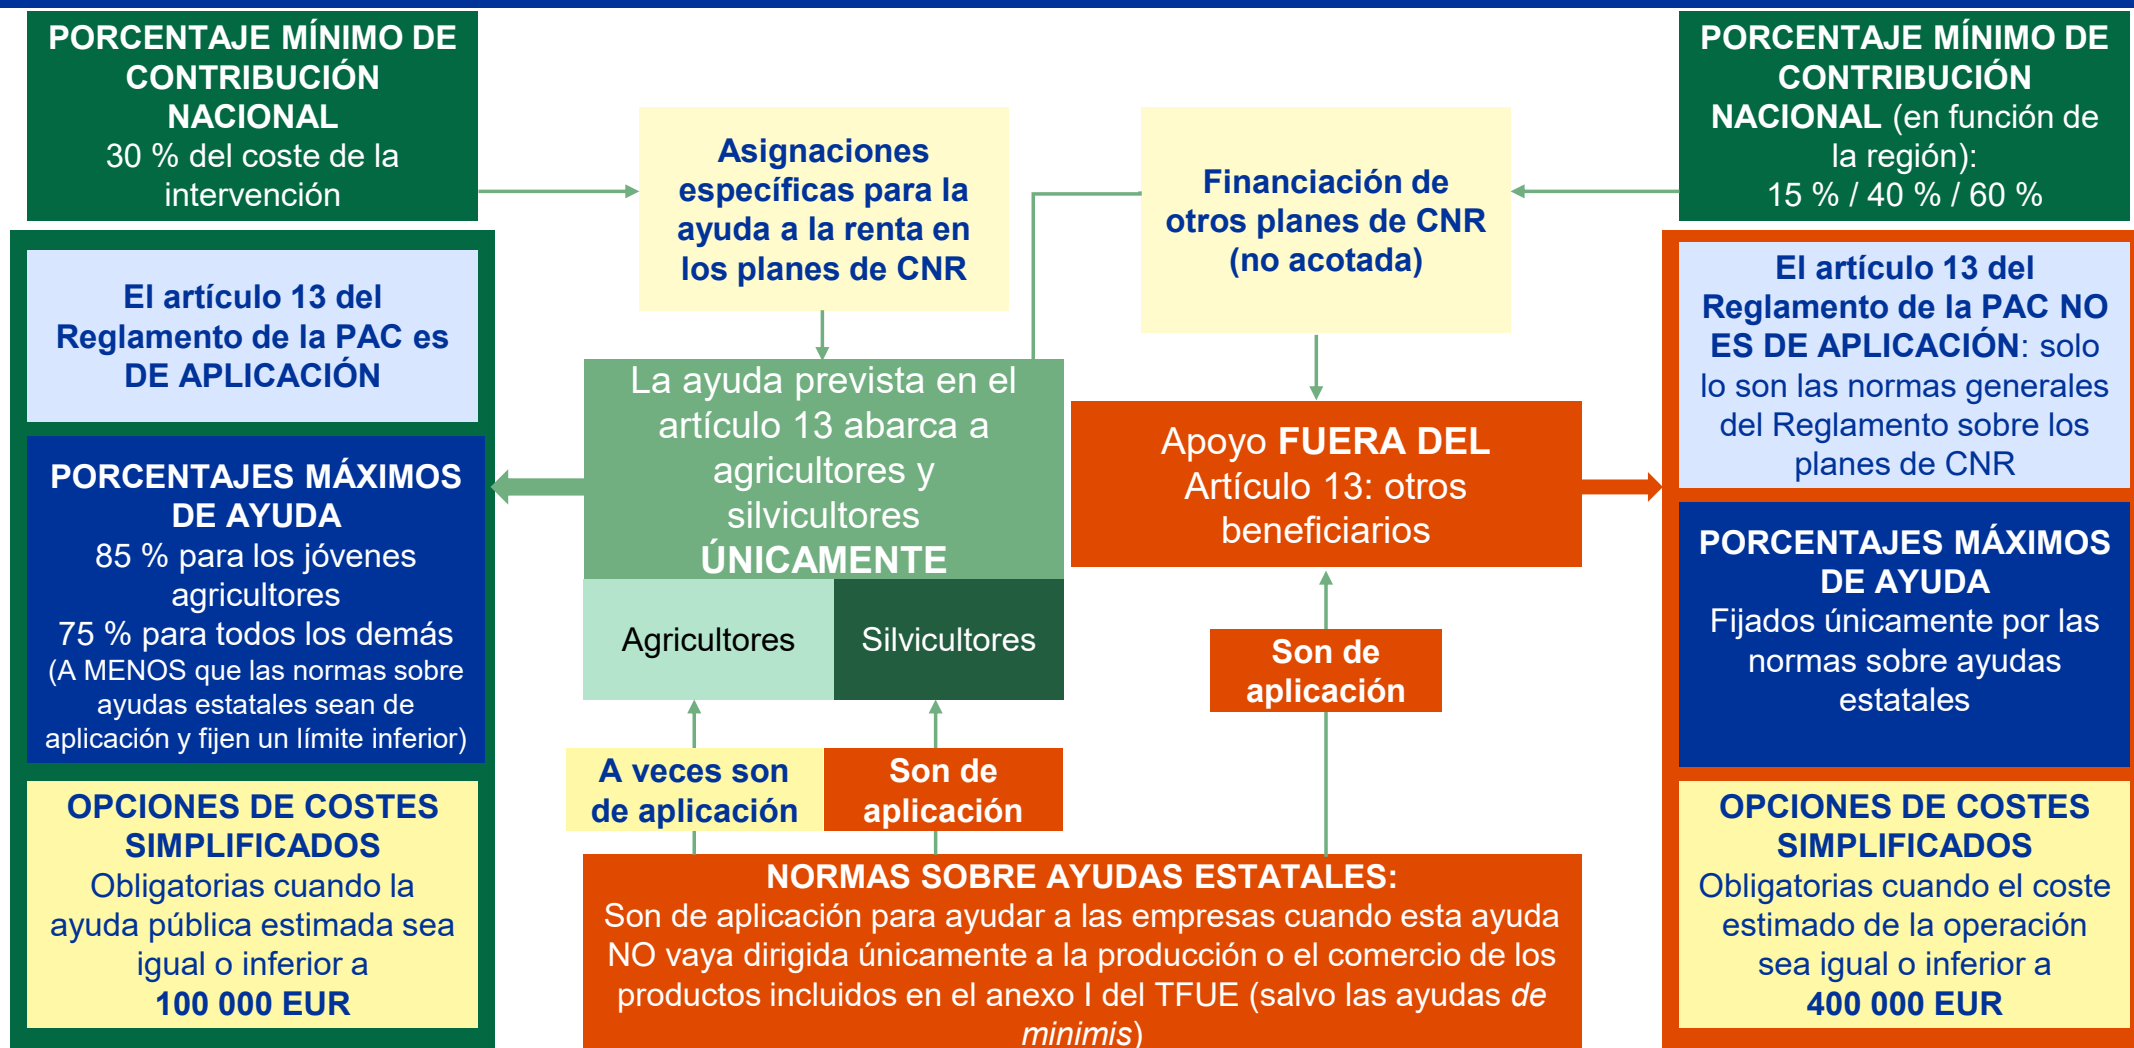 PORCENTAJE MÍNIMO DE
CONTRIBUCIÓN
NACIONAL
30 % del coste de la
intervención
El artículo 13 del
Reglamento de la PAC es
DE APLICACIÓN
PORCENTAJES MÁXIMOS
DE AYUDA
85 % para los jóvenes
agricultores
75 % para todos los demás
(A MENOS que las normas sobre
ayudas estatales sean de
aplicación y fijen un límite inferior)
OPCIONES DE COSTES
SIMPLIFICADOS
Obligatorias cuando la
ayuda pública estimada sea
igual o inferior a
100 000 EUR
Asignaciones
específicas para la
ayuda a la renta en
los planes de CNR
Financiación de
otros planes de CNR
(no acotada)
La ayuda prevista en el
artículo 13 abarca a
agricultores y
silvicultores
ÚNICAMENTE
Agricultores
Silvicultores
A veces son
de aplicación
Son de
aplicación
Apoyo FUERA DEL
Artículo 13: otros
beneficiarios
Son de
aplicación
NORMAS SOBRE AYUDAS ESTATALES:
Son de aplicación para ayudar a las empresas cuando esta ayuda
NO vaya dirigida únicamente a la producción o el comercio de los
productos incluidos en el anexo I del TFUE (salvo las ayudas de
minimis)
PORCENTAJE MÍNIMO DE
CONTRIBUCIÓN
NACIONAL (en función de
la región):
15 % / 40 % / 60 %
El artículo 13 del
Reglamento de la PAC NO
ES DE APLICACIÓN: solo
lo son las normas generales
del Reglamento sobre los
planes de CNR
PORCENTAJES MÁXIMOS
DE AYUDA
Fijados únicamente por las
normas sobre ayudas
estatales
OPCIONES DE COSTES
SIMPLIFICADOS
Obligatorias cuando el coste
estimado de la operación
sea igual o inferior a
400 000 EUR